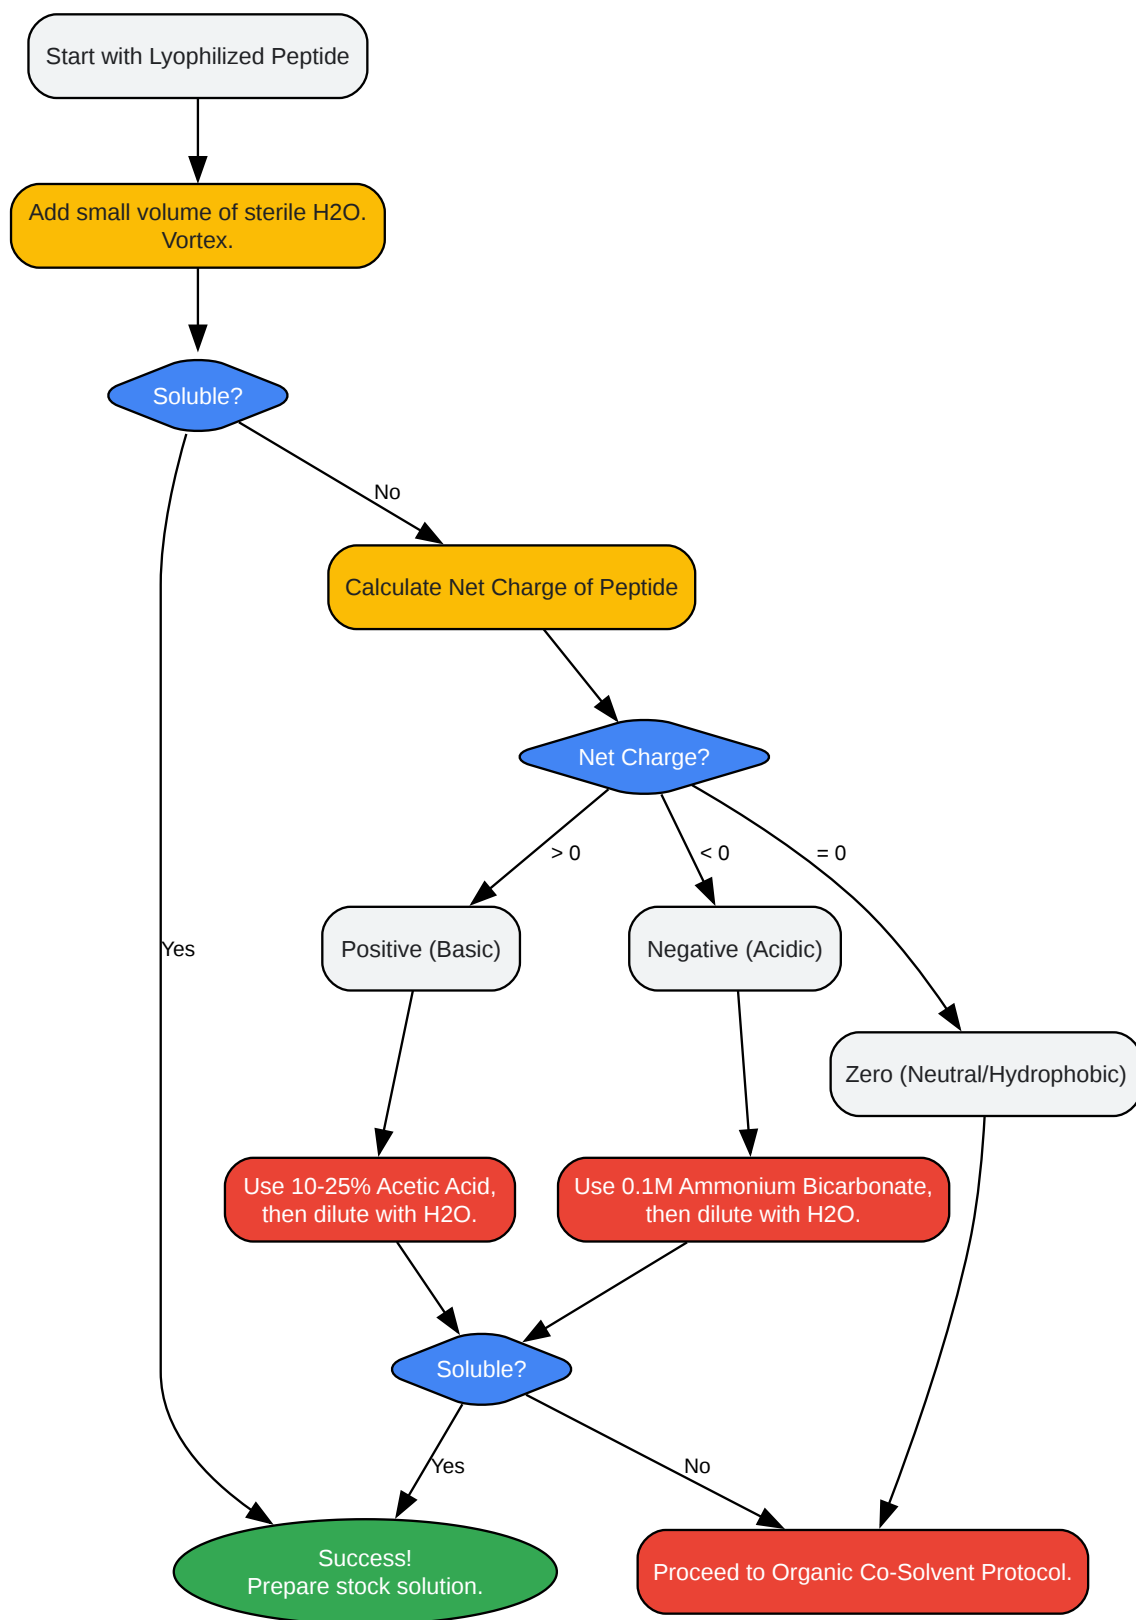 Start with Lyophilized Peptide
Add small volume of sterile H2O.
Vortex.
Soluble?
No
Calculate Net Charge of Peptide
Net Charge?
> 0
< 0
= 0
Yes
Positive (Basic)
Negative (Acidic)
Zero (Neutral/Hydrophobic)
Use 10-25% Acetic Acid,
then dilute with H2O.
Use 0.1M Ammonium Bicarbonate,
then dilute with H2O.
Soluble?
Yes
No
Success!
Prepare stock solution.
Proceed to Organic Co-Solvent Protocol.